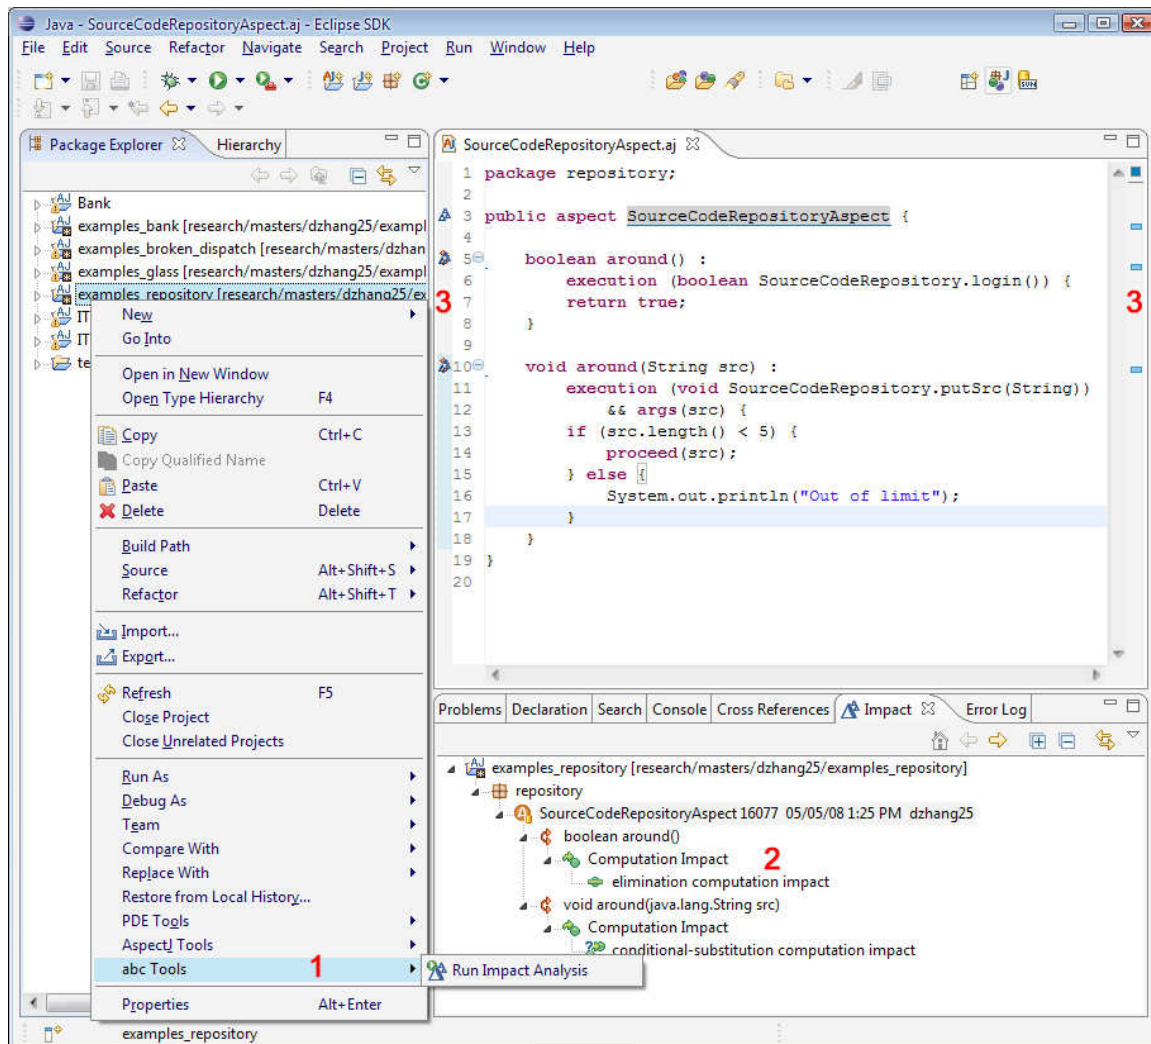 Java - SourceCodeRepositoryAspect.aj - Eclipse SDK
File Edit Source Refactor Navigate Search Project Run Window Help
Package Explorer Hierarchy
Bank
examples_bank [research/masters/dzhang25/exampl
examples_broken_dispatch [research/masters/dzhan
examples_glass [research/masters/dzhang25/exampl
examples_repository [research/masters/dzhang25/ex
IT
IT
te
New
Go Into
Open in New Window
Open Type Hierarchy F4
Copy Ctrl+C
Copy Qualified Name
Paste Ctrl+V
Delete Delete
Build Path
Source Alt+Shift+S
Refactor Alt+Shift+T
Import...
Export...
Refresh F5
Close Project
Close Unrelated Projects
Run As
Debug As
Team
Compare With
Replace With
Restore from Local History...
PDE Tools
AspectJ Tools
abc Tools 1
Run Impact Analysis
Properties Alt+Enter
examples_repository
SourceCodeRepositoryAspect.aj
1 package repository;
2
3 public aspect SourceCodeRepositoryAspect {
4
5 boolean around() :
6 execution (boolean SourceCodeRepository.login()) {
3 7 return true; 3
8 }
9
10 void around(String src) :
11 execution (void SourceCodeRepository.putSrc(String))
12 && args(src) {
13 if (src.length() < 5) {
14 proceed(src);
15 } else {
16 System.out.println("Out of limit");
17 }
18 }
19 }
20
Problems Declaration Search Console Cross References Impact Error Log
examples_repository [research/masters/dzhang25/examples_repository]
repository
SourceCodeRepositoryAspect 16077 05/05/08 1:25 PM dzhang25
boolean around()
Computation Impact 2
elimination computation impact
void around(java.lang.String src)
Computation Impact
conditional-substitution computation impact